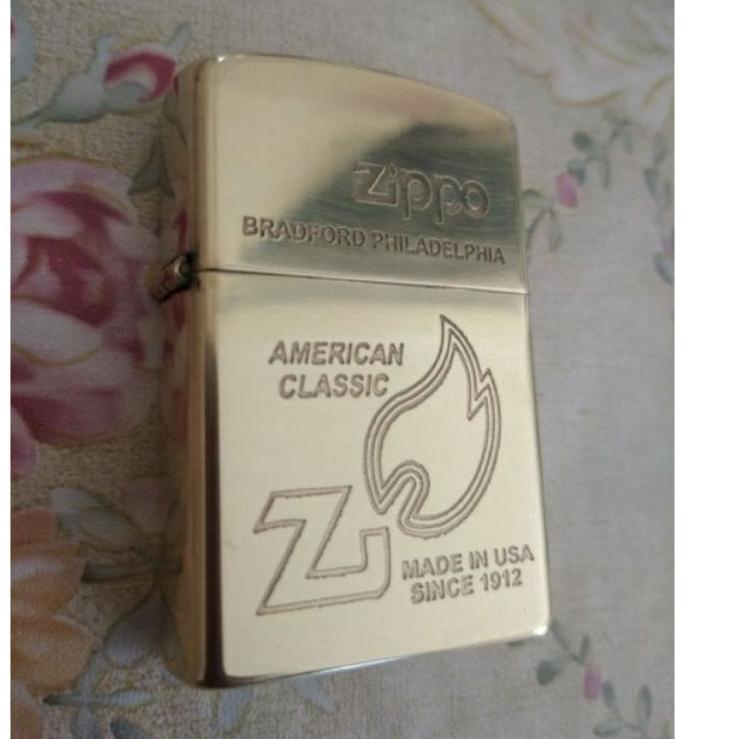 Zippo
BRADFORD PHILADELPHIA
AMERICAN
CLASSIC
Z
MADE IN USA
SINCE 1912